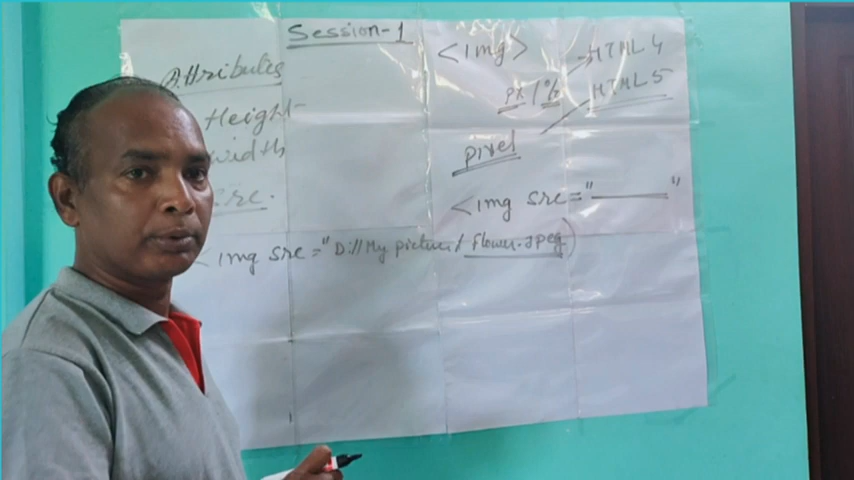 Session-1
Attributes
Height-
width
src.
<img>
px/% HTML 4
HTML 5
pixel
<img src="———"
<img src="D://My picture/ flower.jpeg)